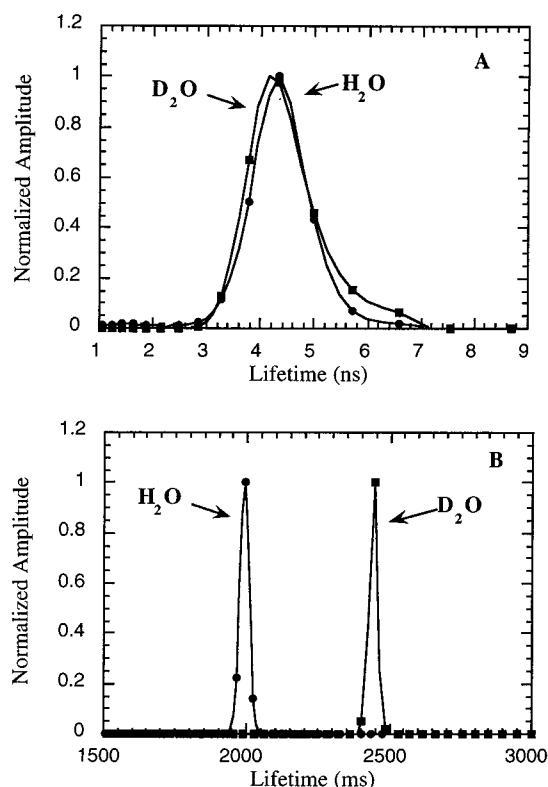 A
1.2
1
0.8
0.6
0.4
0.2
0
Normalized Amplitude
D2O
H2O
1 2 3 4 5 6 7 8 9
Lifetime (ns)
B
1.2
1
0.8
0.6
0.4
0.2
0
Normalized Amplitude
H2O
D2O
1500 2000 2500 3000
Lifetime (ms)